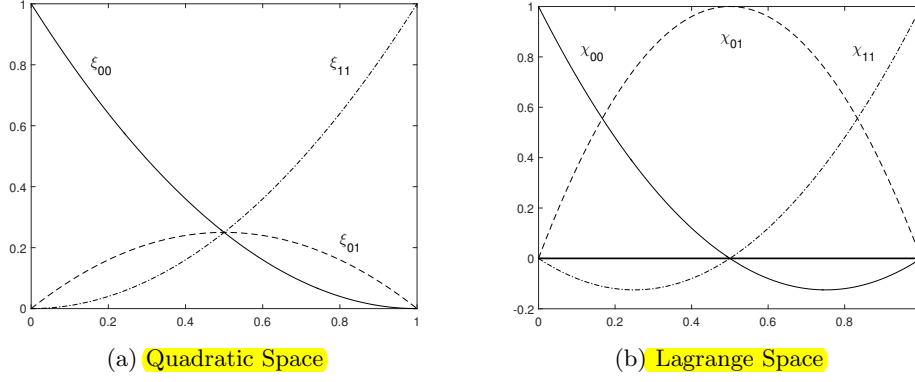 1
0.8
0.6
0.4
0.2
0
0 0.2 0.4 0.6 0.8 1
ξ00
ξ11
ξ01
(a) Quadratic Space
1
0.8
0.6
0.4
0.2
0
-0.2
0 0.2 0.4 0.6 0.8 1
χ00
χ01
χ11
(b) Lagrange Space